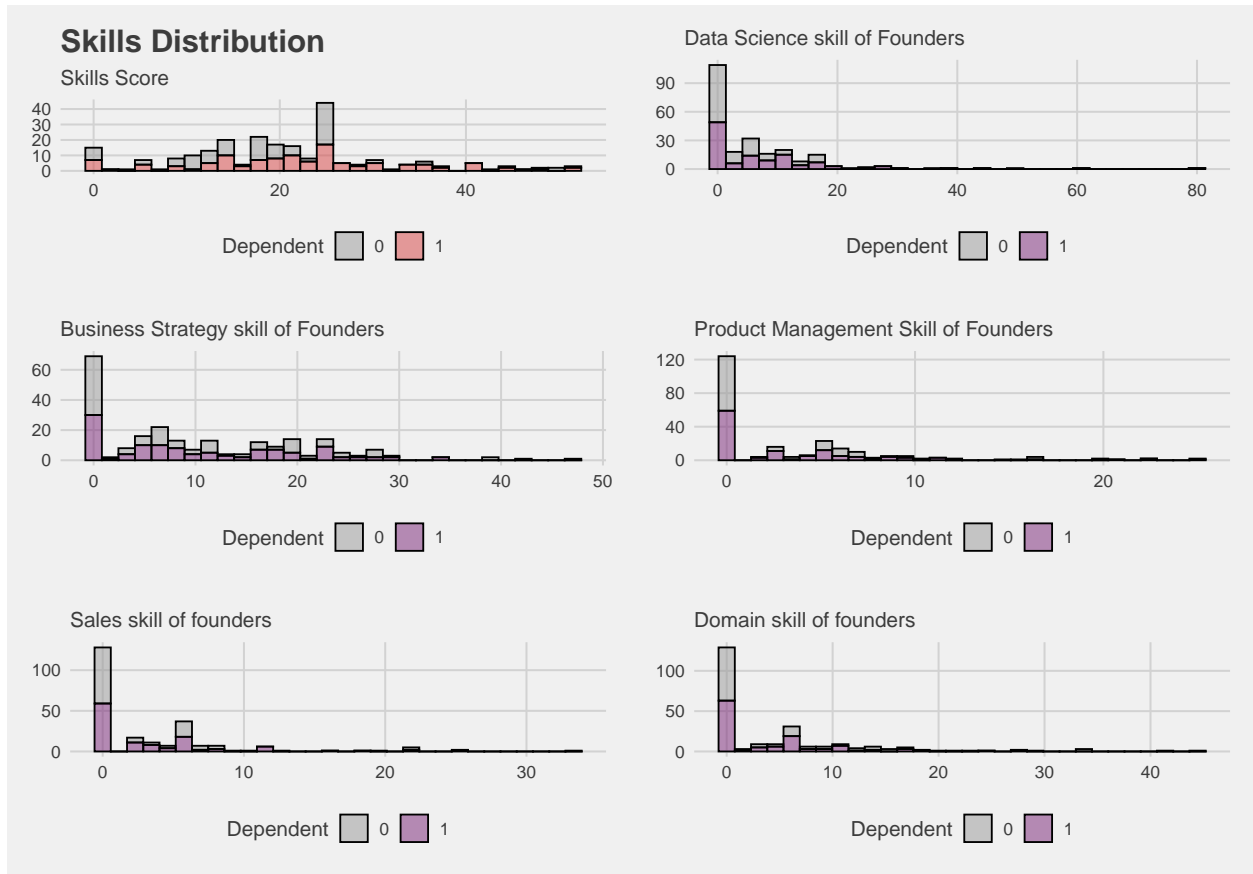 Skills Distribution
Skills Score
40
30
20
10
0
0 20 40
Dependent 0 1
Data Science skill of Founders
90
60
30
0
0 20 40 60 80
Dependent 0 1
Business Strategy skill of Founders
60
40
20
0
0 10 20 30 40 50
Dependent 0 1
Product Management Skill of Founders
120
80
40
0
0 10 20
Dependent 0 1
Sales skill of founders
100
50
0
0 10 20 30
Dependent 0 1
Domain skill of founders
100
50
0
0 10 20 30 40
Dependent 0 1